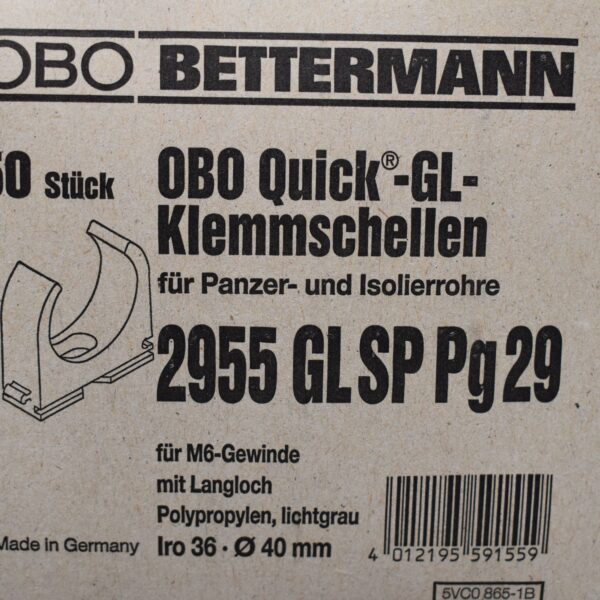 OBO BETTERMANN
50 Stück
OBO Quick®-GL-
Klemmschellen
für Panzer- und Isolierrohre
2955 GL SP Pg 29
für M6-Gewinde
mit Langloch
Polypropylen, lichtgrau
Made in Germany
Iro 36 · Ø 40 mm
4 012195 591559
5VC0 865-1B